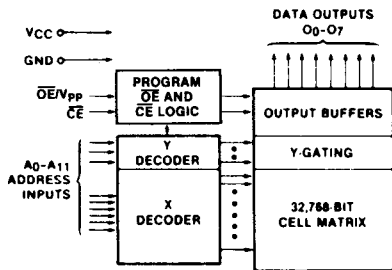 DATA OUTPUTS
O0-O7
VCC
GND
OE/Vpp
CE
PROGRAM
OE AND
CE LOGIC
OUTPUT BUFFERS
A0-A11
ADDRESS
INPUTS
Y
DECODER
Y-GATING
X
DECODER
32,768-BIT
CELL MATRIX